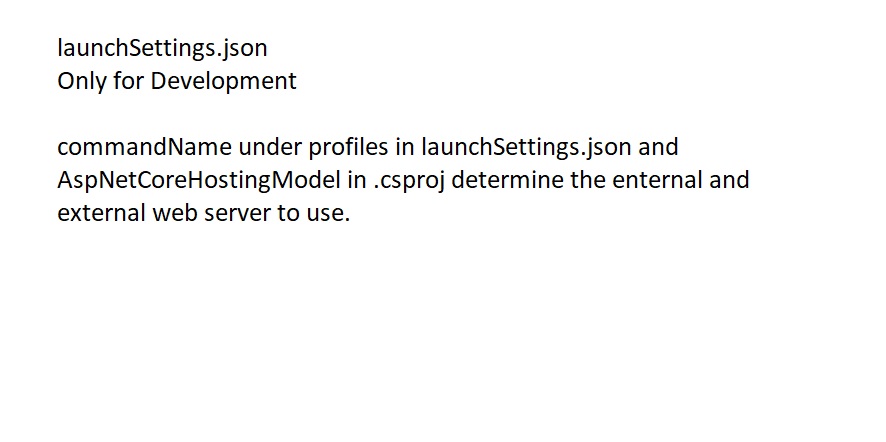 launchSettings.json
Only for Development
commandName under profiles in launchSettings.json and
AspNetCoreHostingModel in .csproj determine the enternal and
external web server to use.